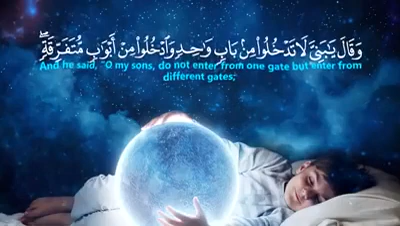 وَقَالَ يَـٰبَنِىَّ لَا تَدْخُلُوا۟ مِنۢ بَابٍ وَٰحِدٍ وَٱدْخُلُوا۟ مِنْ أَبْوَٰبٍ مُّتَفَرِّقَةٍ ۖ
And he said, "O my sons, do not enter from one gate but enter from
different gates;